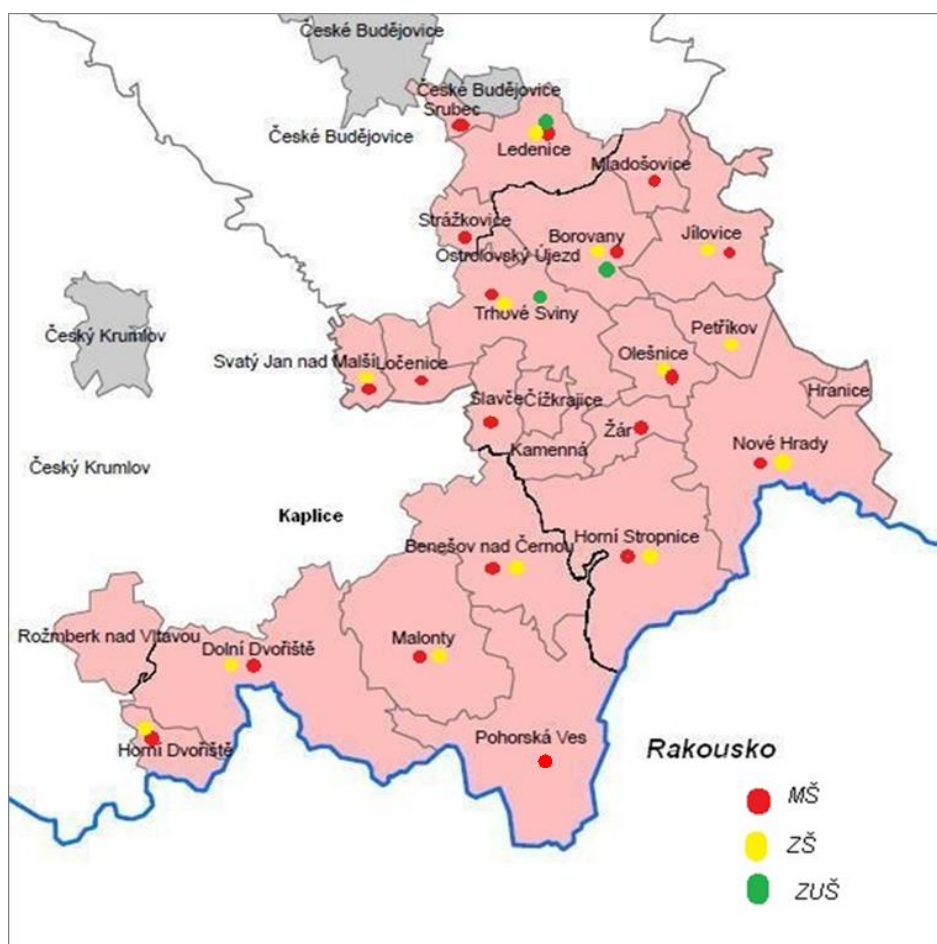 České Budějovice
České Budějovice
Srubec
České Budějovice
Ledenice
Mladošovice
Strážkovice
Borovany
Jílovice
Ostrolovský Újezd
Trhové Sviny
Petříkov
Český Krumlov
Olešnice
Svatý Jan nad Malší
Ločenice
Hranice
Slavče
Čížkrajice
Žár
Nové Hrady
Kamenná
Český Krumlov
Kaplice
Horní Stropnice
Benešov nad Černou
Rožmberk nad Vltavou
Malonty
Dolní Dvořiště
Pohorská Ves
Horní Dvořiště
Rakousko
MŠ
ZŠ
ZUŠ